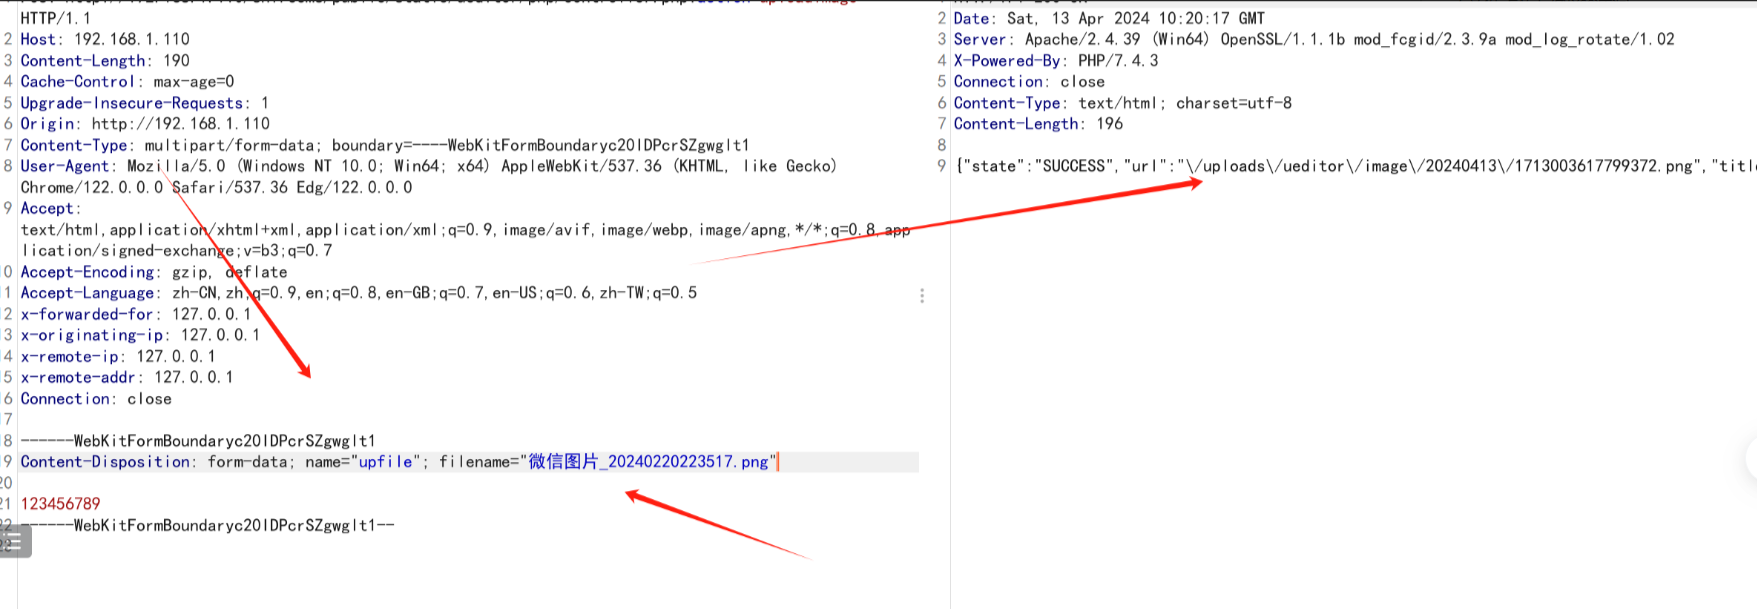 HTTP/1.1
2 Host: 192.168.1.110
3 Content-Length: 190
4 Cache-Control: max-age=0
5 Upgrade-Insecure-Requests: 1
6 Origin: http://192.168.1.110
7 Content-Type: multipart/form-data; boundary=----WebKitFormBoundaryc20lDPcrSZgwglt1
8 User-Agent: Mozilla/5.0 (Windows NT 10.0; Win64; x64) AppleWebKit/537.36 (KHTML, like Gecko)
Chrome/122.0.0.0 Safari/537.36 Edg/122.0.0.0
9 Accept:
text/html,application/xhtml+xml,application/xml;q=0.9,image/avif,image/webp,image/apng,*/*;q=0.8,app
lication/signed-exchange;v=b3;q=0.7
0 Accept-Encoding: gzip, deflate
1 Accept-Language: zh-CN,zh;q=0.9,en;q=0.8,en-GB;q=0.7,en-US;q=0.6,zh-TW;q=0.5
2 x-forwarded-for: 127.0.0.1
3 x-originating-ip: 127.0.0.1
4 x-remote-ip: 127.0.0.1
5 x-remote-addr: 127.0.0.1
6 Connection: close
7
8 ------WebKitFormBoundaryc20lDPcrSZgwglt1
9 Content-Disposition: form-data; name="upfile"; filename="微信图片_20240220223517.png"
20
21 123456789
22 ------WebKitFormBoundaryc20lDPcrSZgwglt1--
2 Date: Sat, 13 Apr 2024 10:20:17 GMT
3 Server: Apache/2.4.39 (Win64) OpenSSL/1.1.1b mod_fcgid/2.3.9a mod_log_rotate/1.02
4 X-Powered-By: PHP/7.4.3
5 Connection: close
6 Content-Type: text/html; charset=utf-8
7 Content-Length: 196
8
9 {"state":"SUCCESS","url":"\/uploads\/ueditor\/image\/20240413\/1713003617799372.png","title